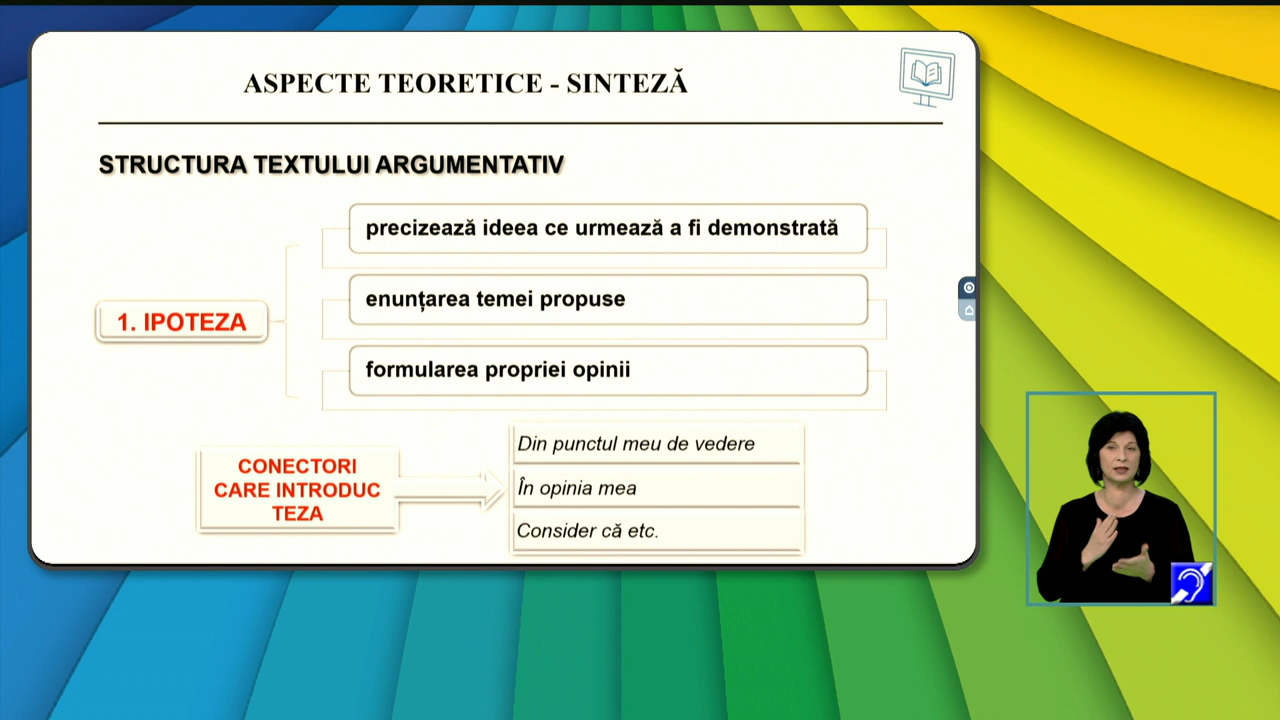 ASPECTE TEORETICE - SINTEZĂ
STRUCTURA TEXTULUI ARGUMENTATIV
precizează ideea ce urmează a fi demonstrată
enunțarea temei propuse
1. IPOTEZA
formularea propriei opinii
CONECTORI
CARE INTRODUC
TEZA
Din punctul meu de vedere
În opinia mea
Consider că etc.